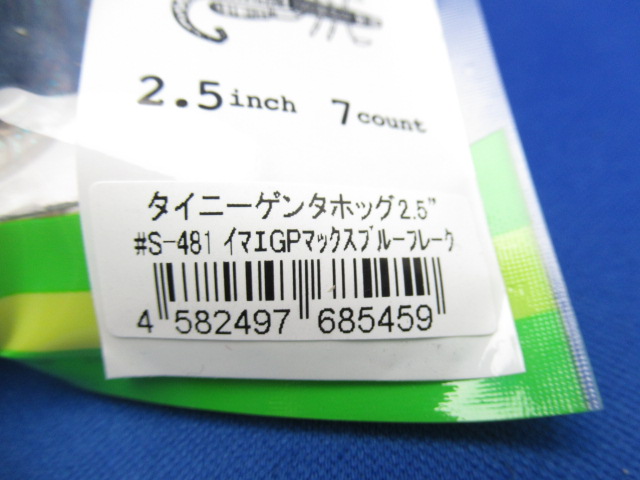 2.5inch 7count
タイニーゲンタホッグ2.5"
#S-481 ｲﾏｴGPﾏｯｸｽﾌﾞﾙｰﾌﾚｰｸ
4 582497 685459